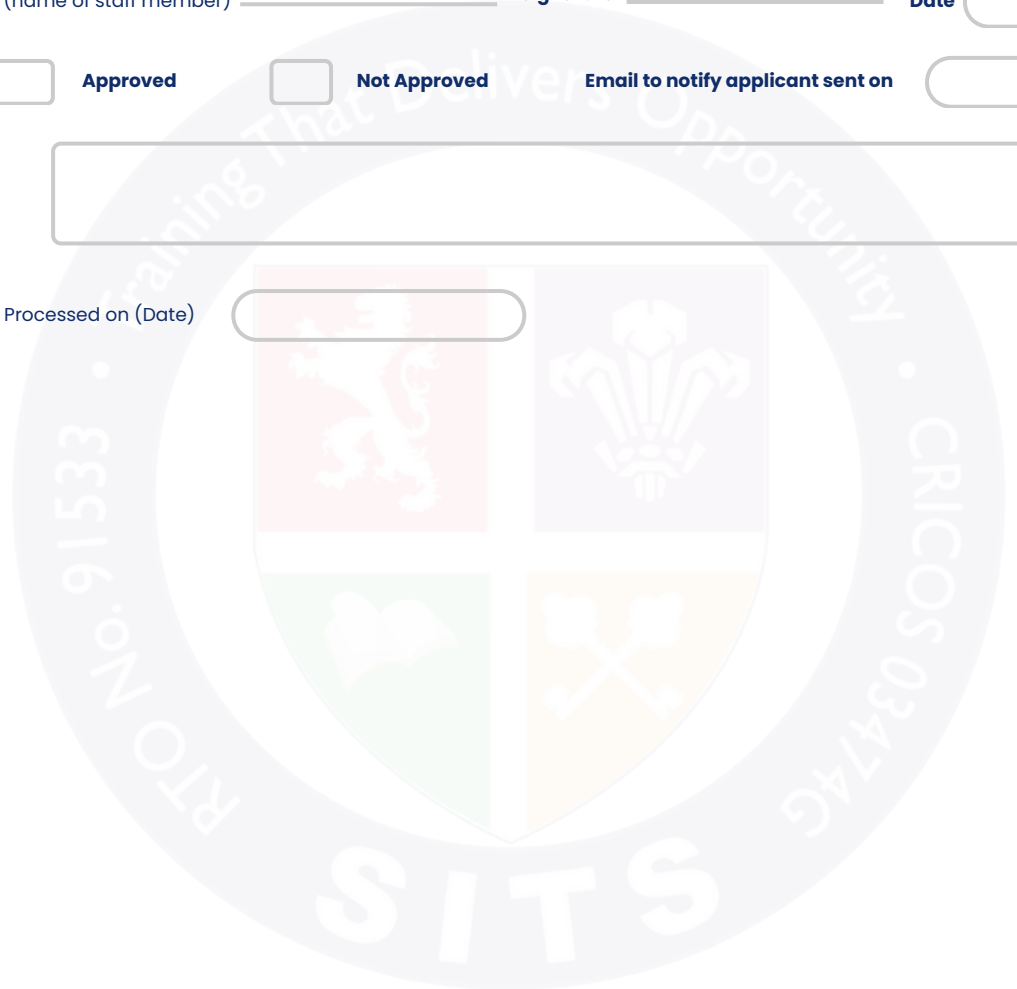 (name of staff member) Date
Approved Not Approved Email to notify applicant sent on
Processed on (Date)
Training That Delivers Opportunity
RTO No. 91533
CRICOS 03474G
SITS